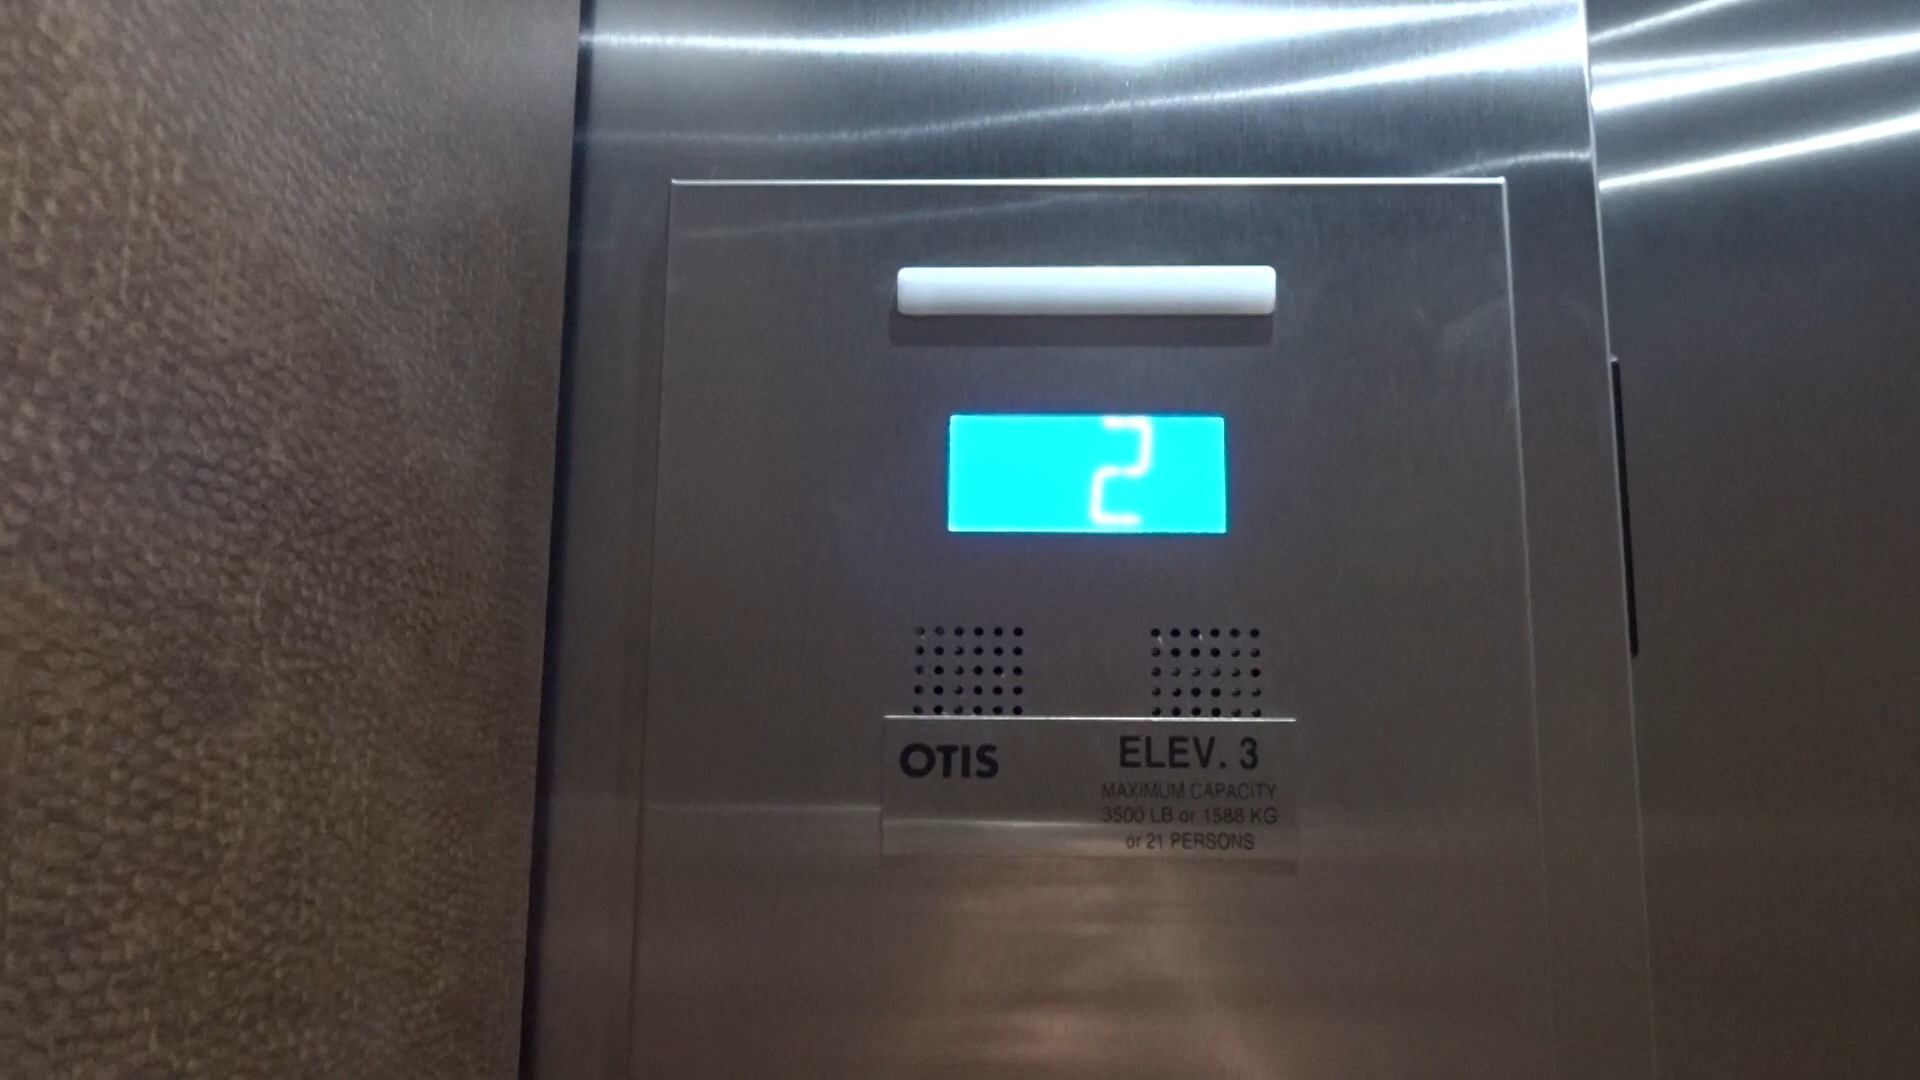 2
OTIS
ELEV. 3
MAXIMUM CAPACITY
3500 LB or 1588 KG
or 21 PERSONS